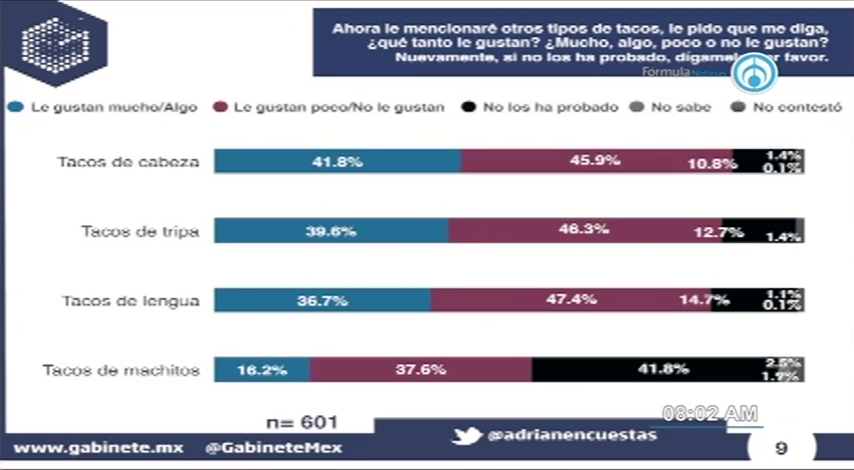 Ahora le mencionaré otros tipos de tacos, le pido que me diga,
¿qué tanto le gustan? ¿Mucho, algo, poco o no le gustan?
Nuevamente, si no los ha probado, favor.
Fórmula Noticias
Le gustan mucho/Algo Le gustan poco/No le gustan No los ha probado No sabe No contestó
Tacos de cabeza 41.8% 45.9% 10.8% 1.4%
0.1%
Tacos de tripa 39.6% 46.3% 12.7% 1.4%
Tacos de lengua 36.7% 47.4% 14.7% 1.1%
0.1%
Tacos de machitos 16.2% 37.6% 41.8% 2.5%
1.9%
08:02 AM
n= 601
@adrianencuestas
www.gabinete.mx @GabineteMex
9